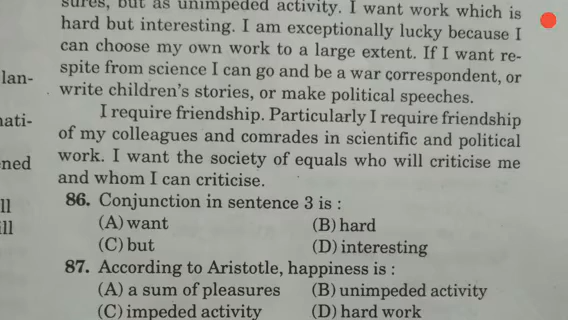 sures, but as unimpeded activity. I want work which is
hard but interesting. I am exceptionally lucky because I
can choose my own work to a large extent. If I want re-
spite from science I can go and be a war correspondent, or
write children's stories, or make political speeches.
I require friendship. Particularly I require friendship
of my colleagues and comrades in scientific and political
work. I want the society of equals who will criticise me
and whom I can criticise.
86. Conjunction in sentence 3 is :
(A) want (B) hard
(C) but (D) interesting
87. According to Aristotle, happiness is :
(A) a sum of pleasures (B) unimpeded activity
(C) impeded activity (D) hard work
lan-
nati-
ned
ll
ill